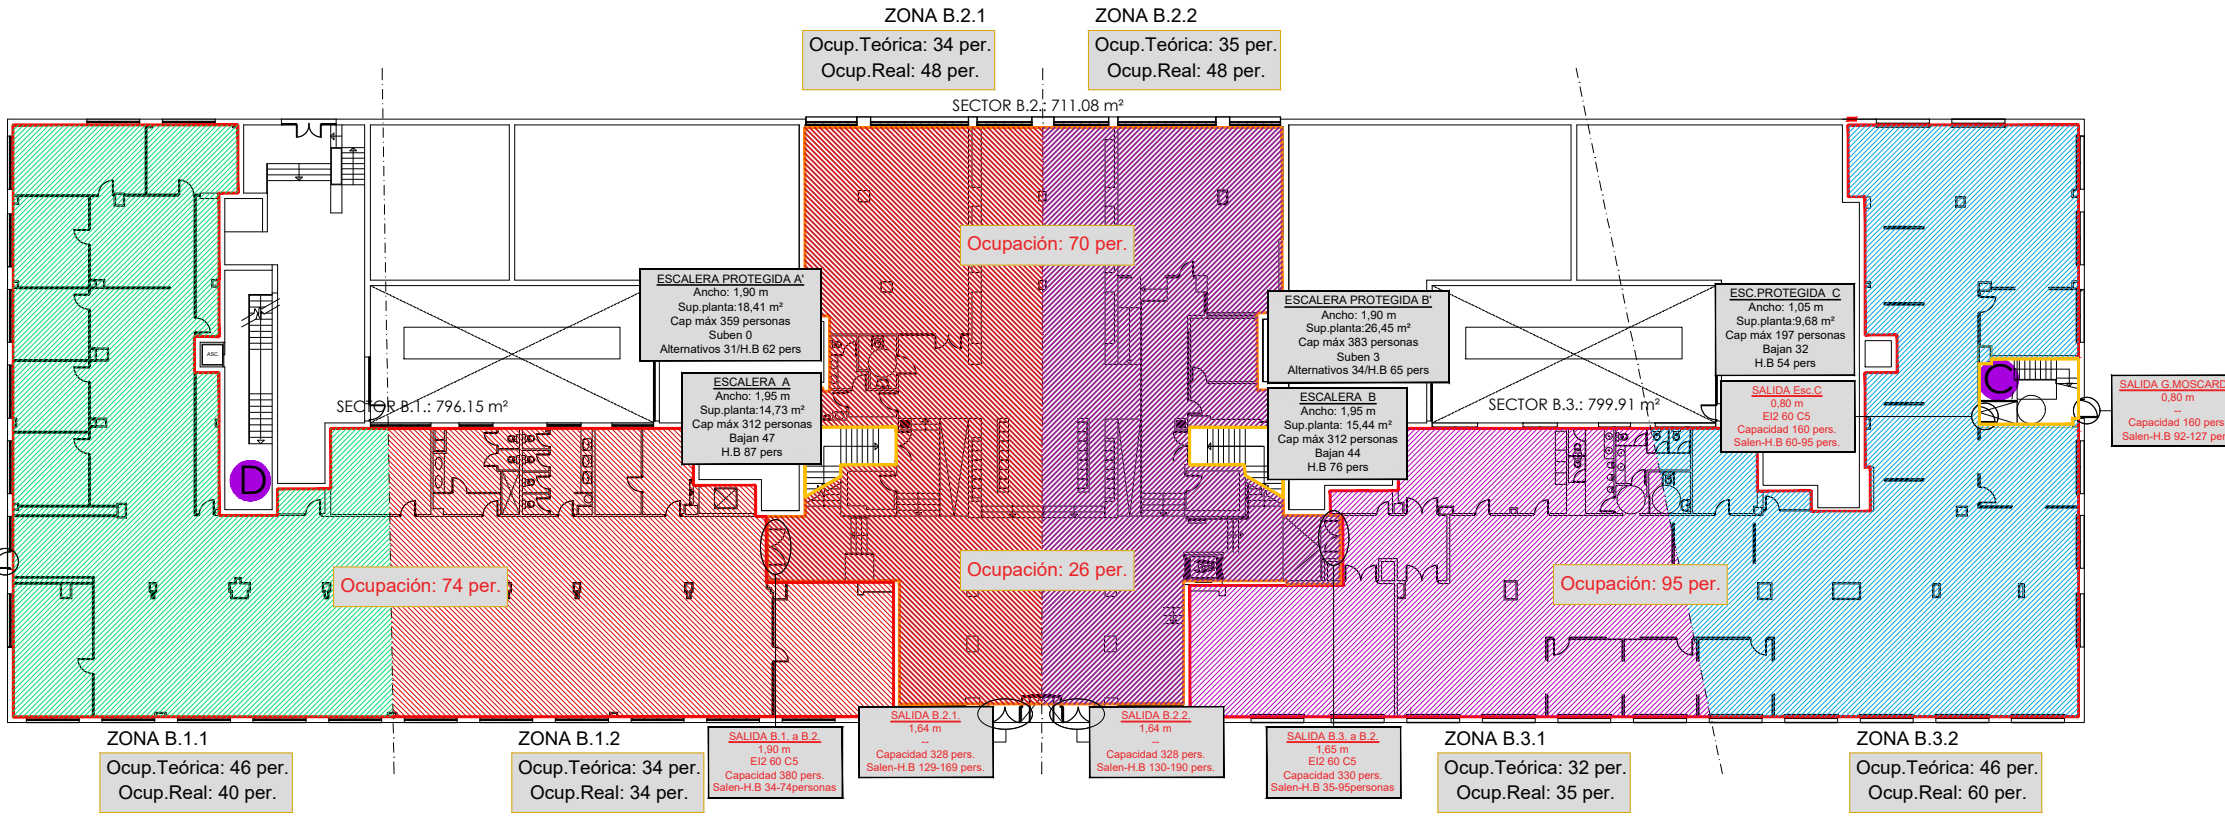 ZONA B.2.1
Ocup.Teórica: 34 per.
Ocup.Real: 48 per.
ZONA B.2.2
Ocup.Teórica: 35 per.
Ocup.Real: 48 per.
SECTOR B.2.: 711.08 m²
Ocupación: 70 per.
ESCALERA PROTEGIDA A'
Ancho: 1,90 m
Sup.planta:18,41 m²
Cap máx 359 personas
Suben 0
Alternativos 31/H.B 62 pers
ESCALERA PROTEGIDA B'
Ancho: 1,90 m
Sup.planta:26,45 m²
Cap máx 383 personas
Suben 3
Alternativos 34/H.B 65 pers
ESC.PROTEGIDA C
Ancho: 1,05 m
Sup.planta:9,68 m²
Cap máx 197 personas
Bajan 32
H.B 54 pers
ASC.
ESCALERA A
Ancho: 1,95 m
Sup.planta:14,73 m²
Cap máx 312 personas
Bajan 47
H.B 87 pers
ESCALERA B
Ancho: 1,95 m
Sup.planta: 15,44 m²
Cap máx 312 personas
Bajan 44
H.B 76 pers
SALIDA Esc.C
0,80 m
EI2 60 C5
Capacidad 160 pers.
Salen-H.B 60-95 pers.
C
SALIDA G.MOSCARD
0,80 m
--
Capacidad 160 pers
Salen-H.B 92-127 per
SECTOR B.1.: 796.15 m²
SECTOR B.3.: 799.91 m²
D
Ocupación: 74 per.
Ocupación: 26 per.
Ocupación: 95 per.
ZONA B.1.1
Ocup.Teórica: 46 per.
Ocup.Real: 40 per.
ZONA B.1.2
Ocup.Teórica: 34 per.
Ocup.Real: 34 per.
SALIDA B.1. a B.2.
1,90 m
EI2 60 C5
Capacidad 380 pers.
Salen-H.B 34-74personas
SALIDA B.2.1.
1,64 m
--
Capacidad 328 pers.
Salen-H.B 129-169 pers.
SALIDA B.2.2.
1,64 m
--
Capacidad 328 pers.
Salen-H.B 130-190 pers.
SALIDA B.3. a B.2.
1,65 m
EI2 60 C5
Capacidad 330 pers.
Salen-H.B 35-95personas
ZONA B.3.1
Ocup.Teórica: 32 per.
Ocup.Real: 35 per.
ZONA B.3.2
Ocup.Teórica: 46 per.
Ocup.Real: 60 per.